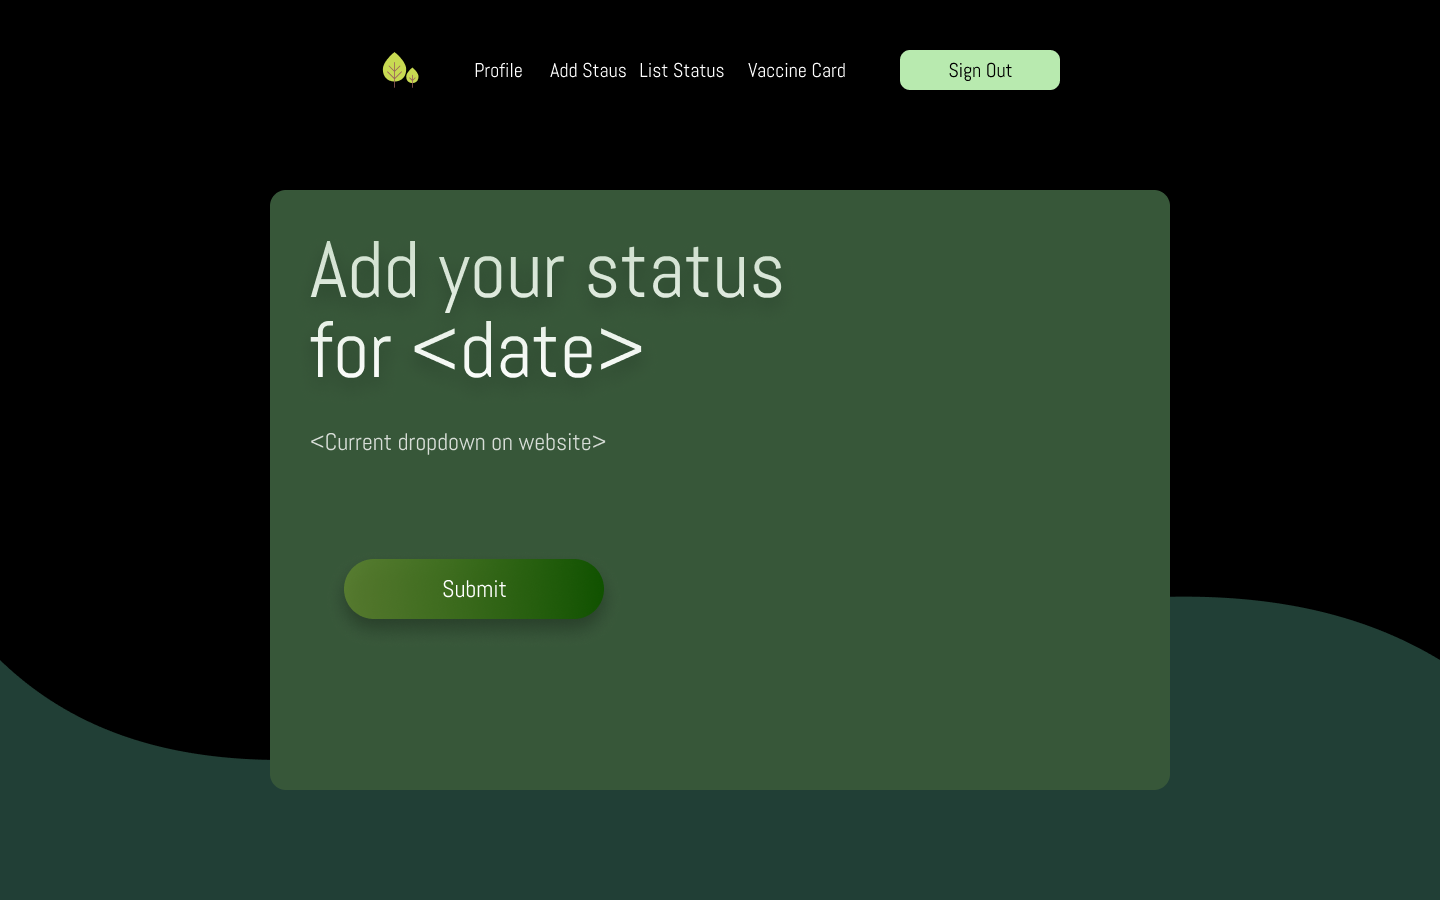 Profile Add Staus List Status Vaccine Card Sign Out
Add your status
for <date>
<Current dropdown on website>
Submit